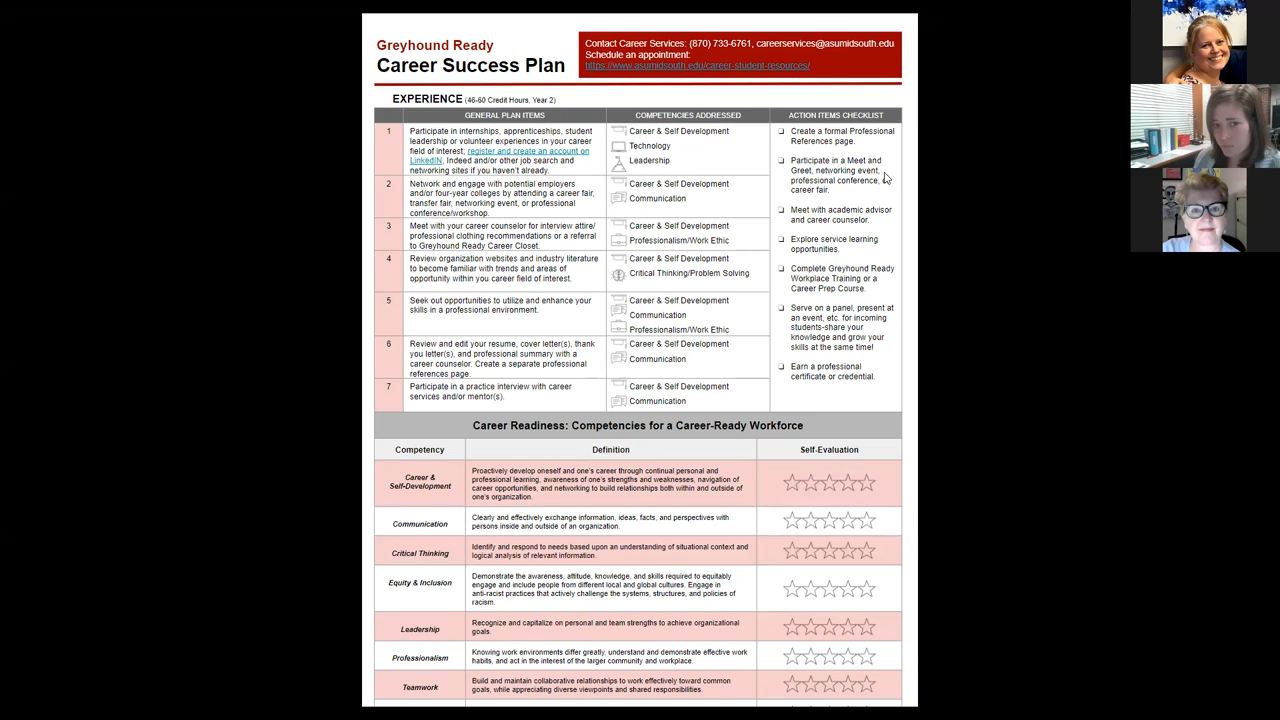 Greyhound Ready
Career Success Plan
Contact Career Services: (870) 733-6761, careerservices@asumidsouth.edu
Schedule an appointment:
https://www.asumidsouth.edu/career-student-resources/
EXPERIENCE (46-60 Credit Hours, Year 2)
GENERAL PLAN ITEMS
COMPETENCIES ADDRESSED
ACTION ITEMS CHECKLIST
1
Participate in internships, apprenticeships, student
leadership or volunteer experiences in your career
field of interest; register and create an account on
LinkedIN, Indeed and/or other job search and
networking sites if you haven't already.
Career & Self Development
Technology
Leadership
2
Network and engage with potential employers
and/or four-year colleges by attending a career fair,
transfer fair, networking event, or professional
conference/workshop.
Career & Self Development
Communication
3
Meet with your career counselor for interview attire/
professional clothing recommendations or a referral
to Greyhound Ready Career Closet.
Career & Self Development
Professionalism/Work Ethic
4
Review organization websites and industry literature
to become familiar with trends and areas of
opportunity within you career field of interest.
Career & Self Development
Critical Thinking/Problem Solving
5
Seek out opportunities to utilize and enhance your
skills in a professional environment.
Career & Self Development
Communication
Professionalism/Work Ethic
6
Review and edit your resume, cover letter(s), thank
you letter(s), and professional summary with a
career counselor. Create a separate professional
references page.
Career & Self Development
Communication
7
Participate in a practice interview with career
services and/or mentor(s).
Career & Self Development
Communication
Create a formal Professional
References page.
Participate in a Meet and
Greet, networking event,
professional conference,
career fair.
Meet with academic advisor
and career counselor.
Explore service learning
opportunities.
Complete Greyhound Ready
Workplace Training or a
Career Prep Course.
Serve on a panel, present at
an event, etc. for incoming
students-share your
knowledge and grow your
skills at the same time!
Earn a professional
certificate or credential.
Career Readiness: Competencies for a Career-Ready Workforce
Competency
Definition
Self-Evaluation
Career &
Self-Development
Proactively develop oneself and one's career through continual personal and
professional learning, awareness of one's strengths and weaknesses, navigation of
career opportunities, and networking to build relationships both within and outside of
one's organization.
Communication
Clearly and effectively exchange information, ideas, facts, and perspectives with
persons inside and outside of an organization.
Critical Thinking
Identify and respond to needs based upon an understanding of situational context and
logical analysis of relevant information.
Equity & Inclusion
Demonstrate the awareness, attitude, knowledge, and skills required to equitably
engage and include people from different local and global cultures. Engage in
anti-racist practices that actively challenge the systems, structures, and policies of
racism.
Leadership
Recognize and capitalize on personal and team strengths to achieve organizational
goals.
Professionalism
Knowing work environments differ greatly, understand and demonstrate effective work
habits, and act in the interest of the larger community and workplace.
Teamwork
Build and maintain collaborative relationships to work effectively toward common
goals, while appreciating diverse viewpoints and shared responsibilities.